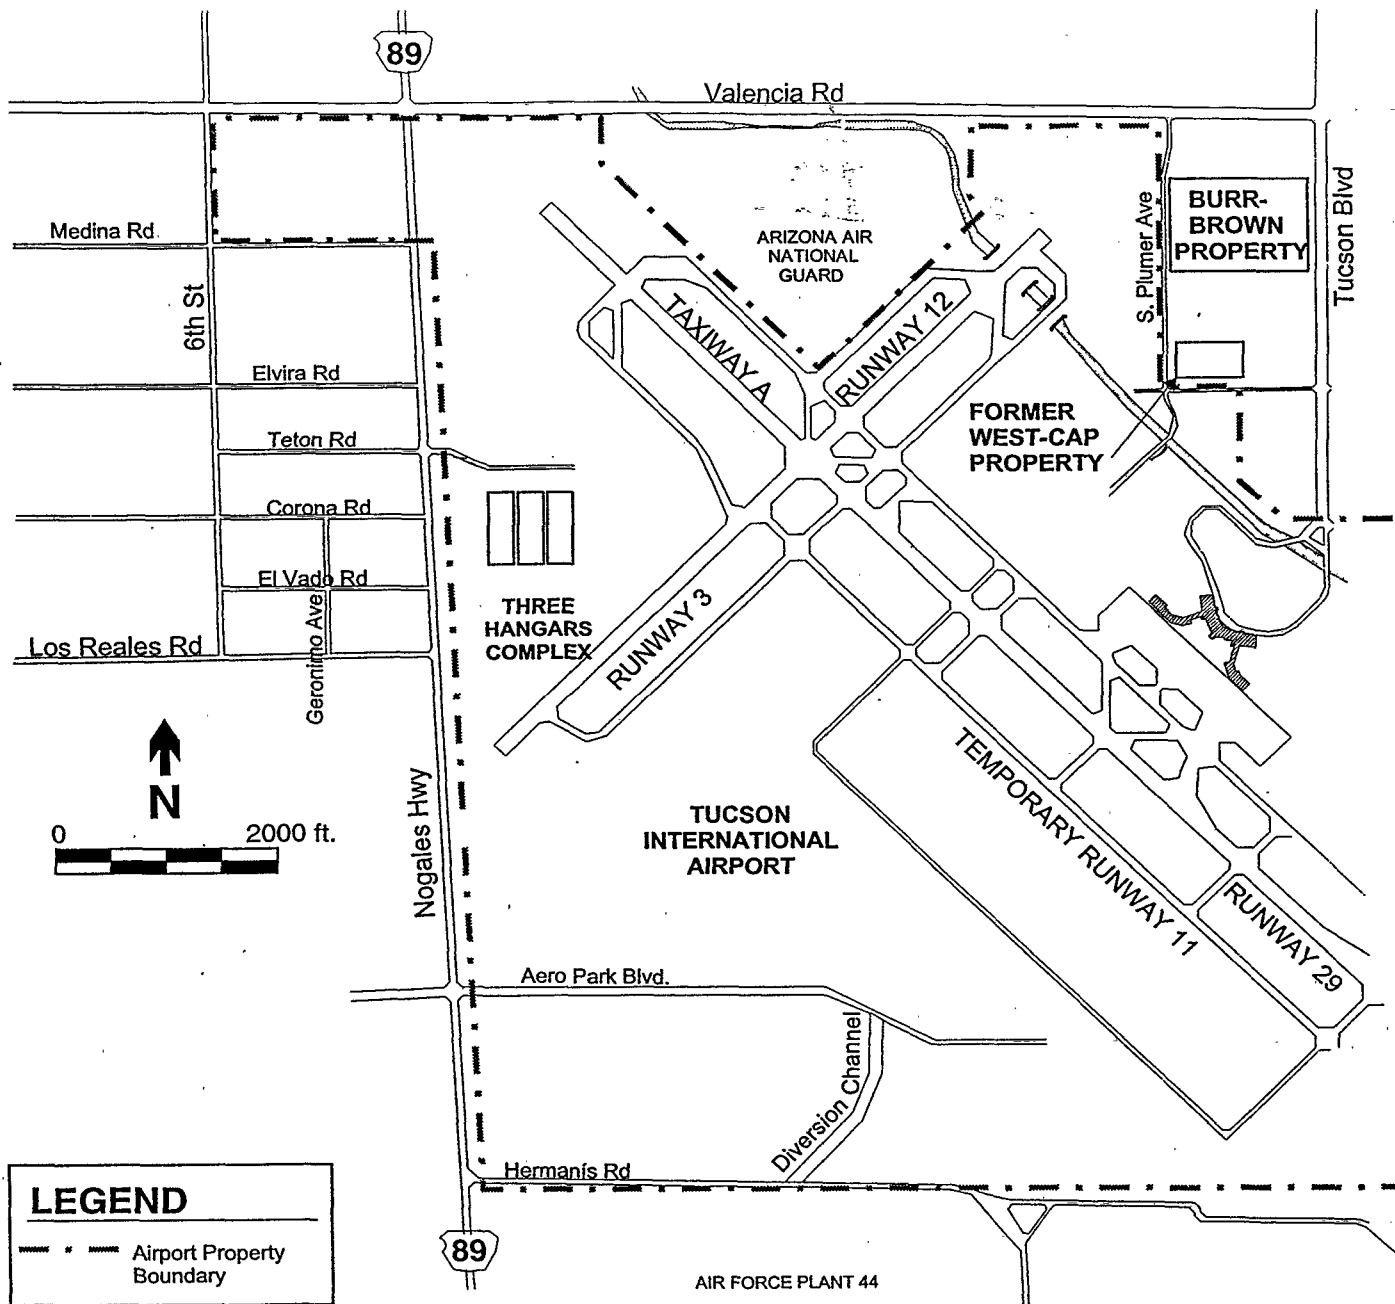 89
Valencia Rd
Medina Rd.
6th St
ARIZONA AIR
NATIONAL
GUARD
S. Plumer Ave
BURR-
BROWN
PROPERTY
Tucson Blvd
TAXIWAY A
RUNWAY 12
Elvira Rd
Teton Rd
FORMER
WEST-CAP
PROPERTY
Corona Rd
El Vado Rd
Geronimo Ave
Los Reales Rd
THREE
HANGARS
COMPLEX
RUNWAY 3
N
0 2000 ft.
Nogales Hwy
TUCSON
INTERNATIONAL
AIRPORT
TEMPORARY RUNWAY 11
RUNWAY 29
Aero Park Blvd.
Diversion Channel
Hermanís Rd
89
AIR FORCE PLANT 44
LEGEND
Airport Property
Boundary